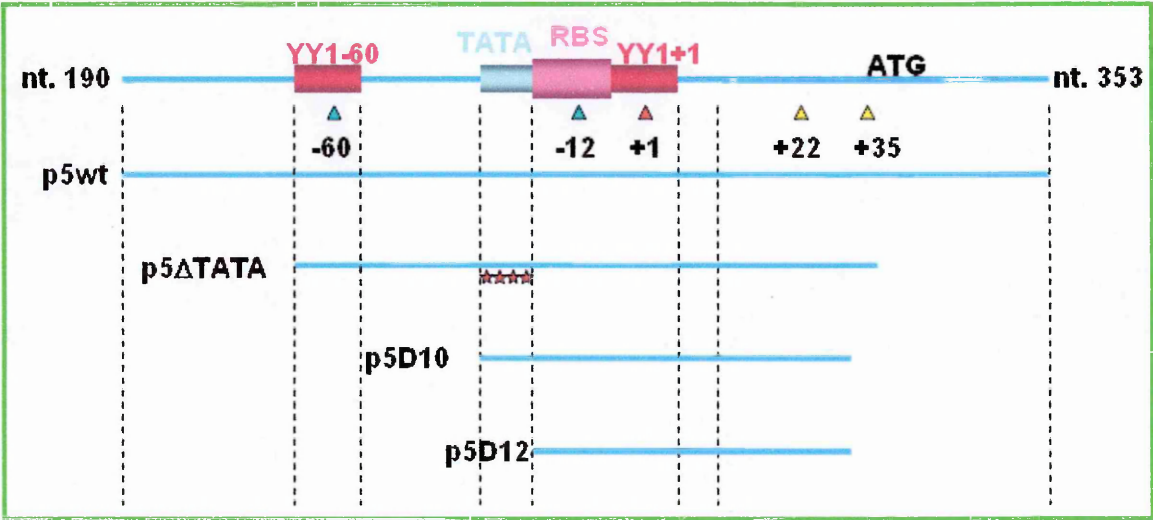 YY1-60 TATA RBS YY1+1
nt. 190 ATG nt. 353
-60 -12 +1 +22 +35
p5wt
p5ΔTATA
p5D10
p5D12